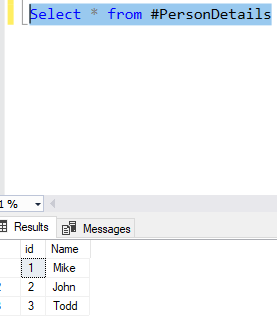 Select * from #PersonDetails
1 %
Results Messages
id Name
1 Mike
2 John
3 Todd